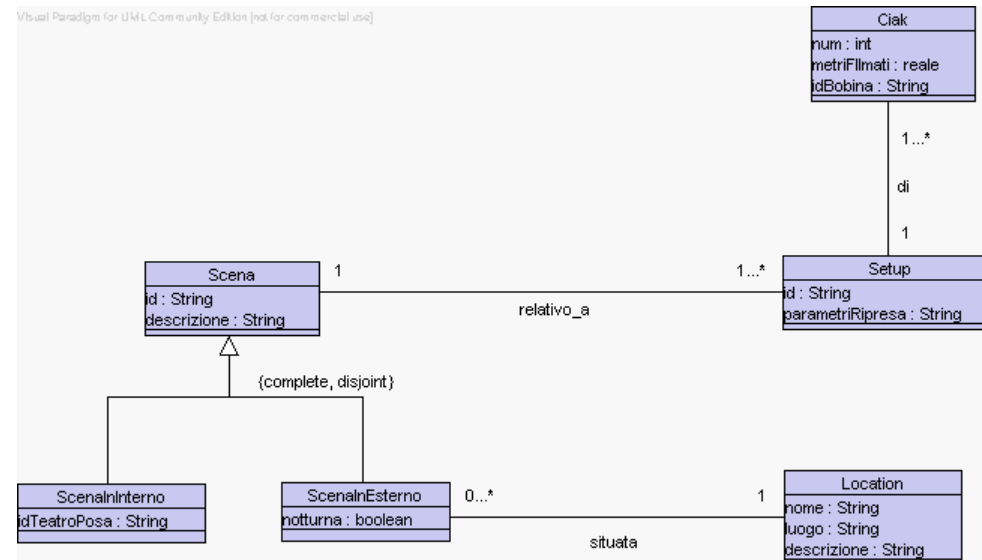 Visual Paradigm for UML Community Edition [not for commercial use]
Ciak
num : int
metriFIlmati : reale
idBobina : String
1...*
di
1
Scena
id : String
descrizione : String
1
1...*
relativo_a
Setup
id : String
parametriRipresa : String
{complete, disjoint}
ScenaInInterno
idTeatroPosa : String
ScenaInEsterno
notturna : boolean
0...*
1
situata
Location
nome : String
luogo : String
descrizione : String